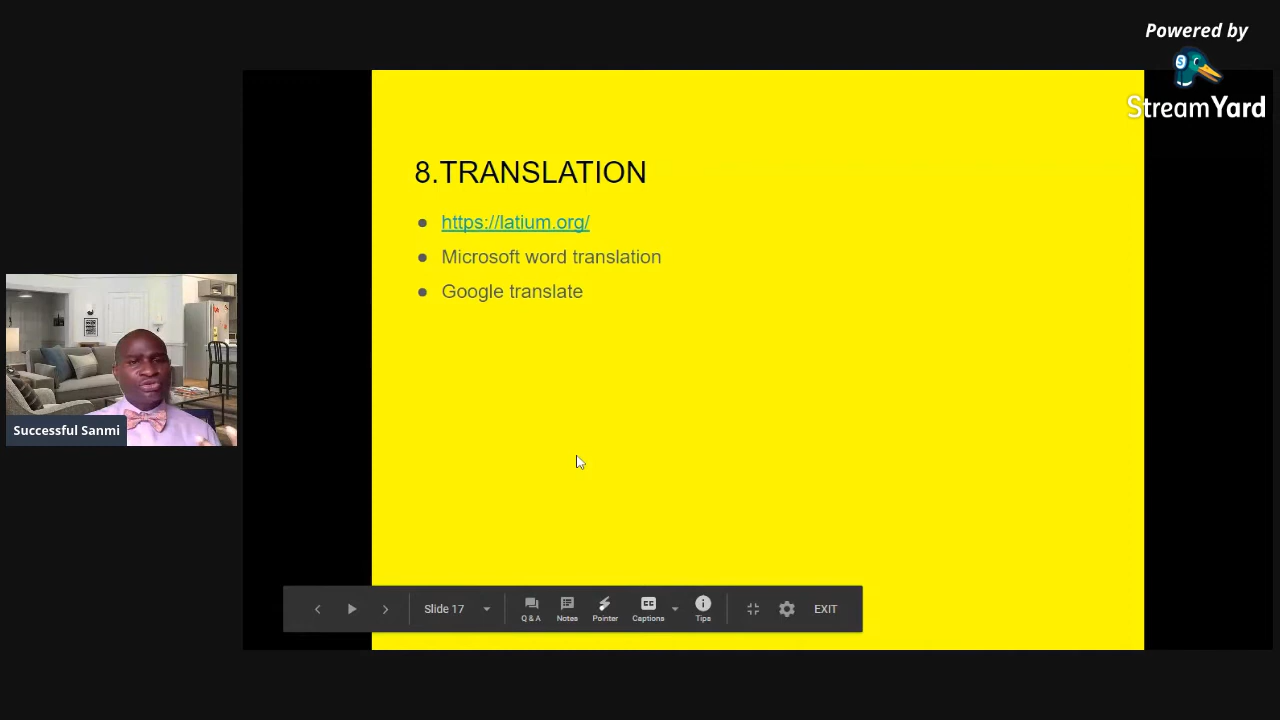 Powered by
StreamYard
8.TRANSLATION
https://latium.org/
Microsoft word translation
Google translate
Successful Sanmi
Slide 17
Q & A
Notes
Pointer
Captions
Tips
EXIT